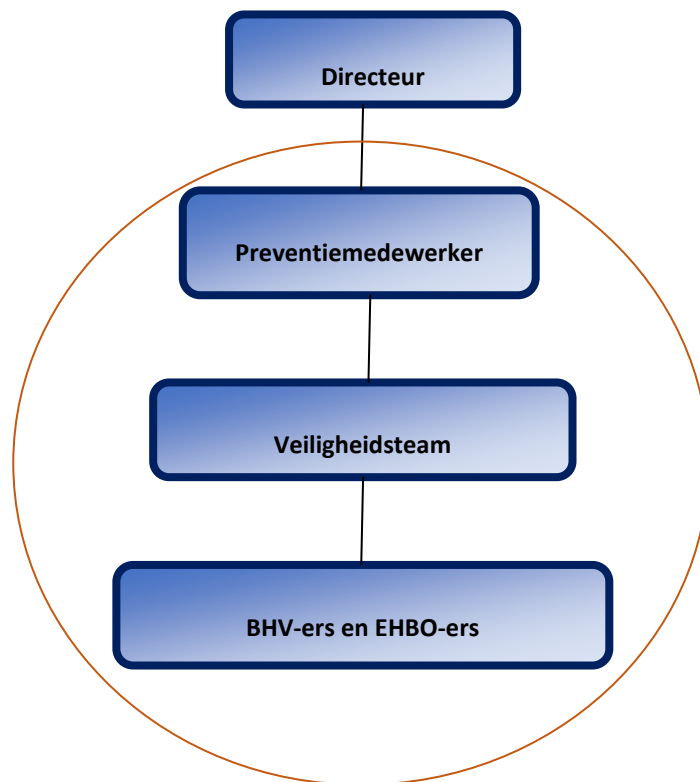 Directeur
Preventiemedewerker
Veiligheidsteam
BHV-ers en EHBO-ers